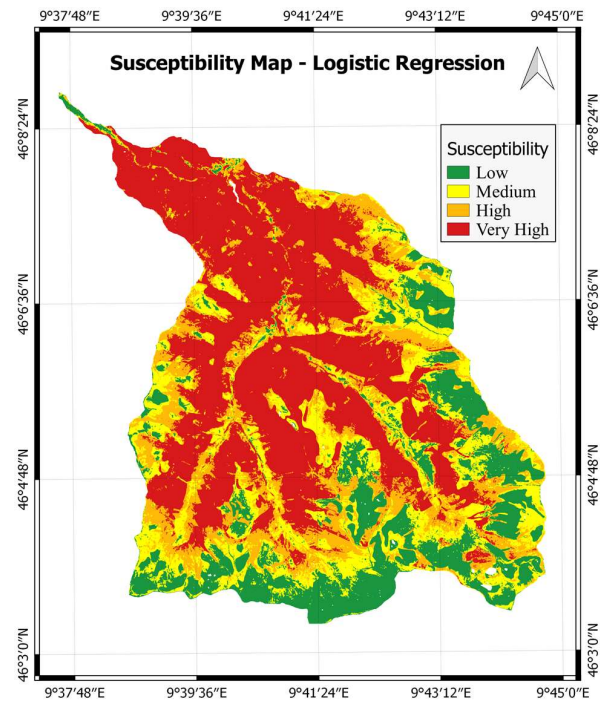 9°37′48″E 9°39′36″E 9°41′24″E 9°43′12″E 9°45′0″E
Susceptibility Map - Logistic Regression
46°8′24″N 46°8′24″N
Susceptibility
Low
Medium
High
Very High
46°6′36″N 46°6′36″N
46°4′48″N 46°4′48″N
46°3′0″N 46°3′0″N
9°37′48″E 9°39′36″E 9°41′24″E 9°43′12″E 9°45′0″E